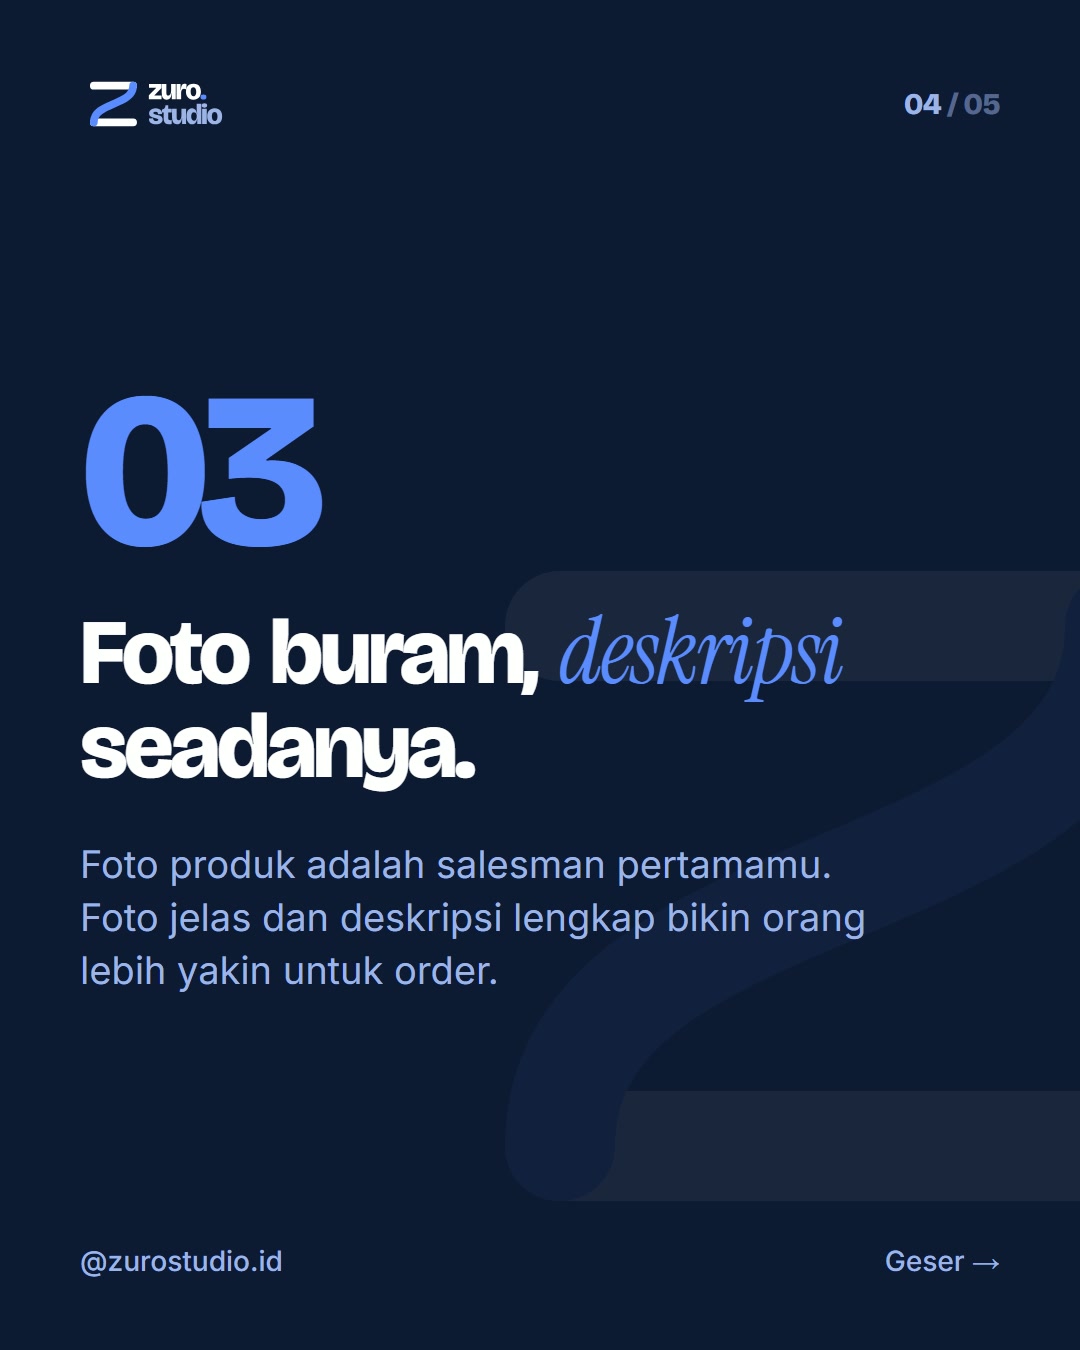 zuro.
studio
04 / 05
03
Foto buram, deskripsi
seadanya.
Foto produk adalah salesman pertamamu.
Foto jelas dan deskripsi lengkap bikin orang
lebih yakin untuk order.
@zurostudio.id
Geser →